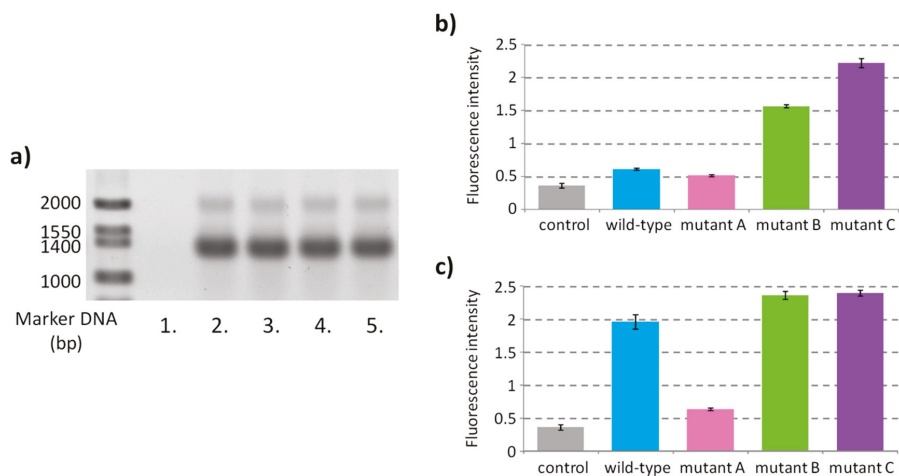 a)
2000
1550
1400
1000
Marker DNA
(bp)
1. 2. 3. 4. 5.
b)
Fluorescence intensity
2.5
2
1.5
1
0.5
0
control wild-type mutant A mutant B mutant C
c)
Fluorescence intensity
2.5
2
1.5
1
0.5
0
control wild-type mutant A mutant B mutant C